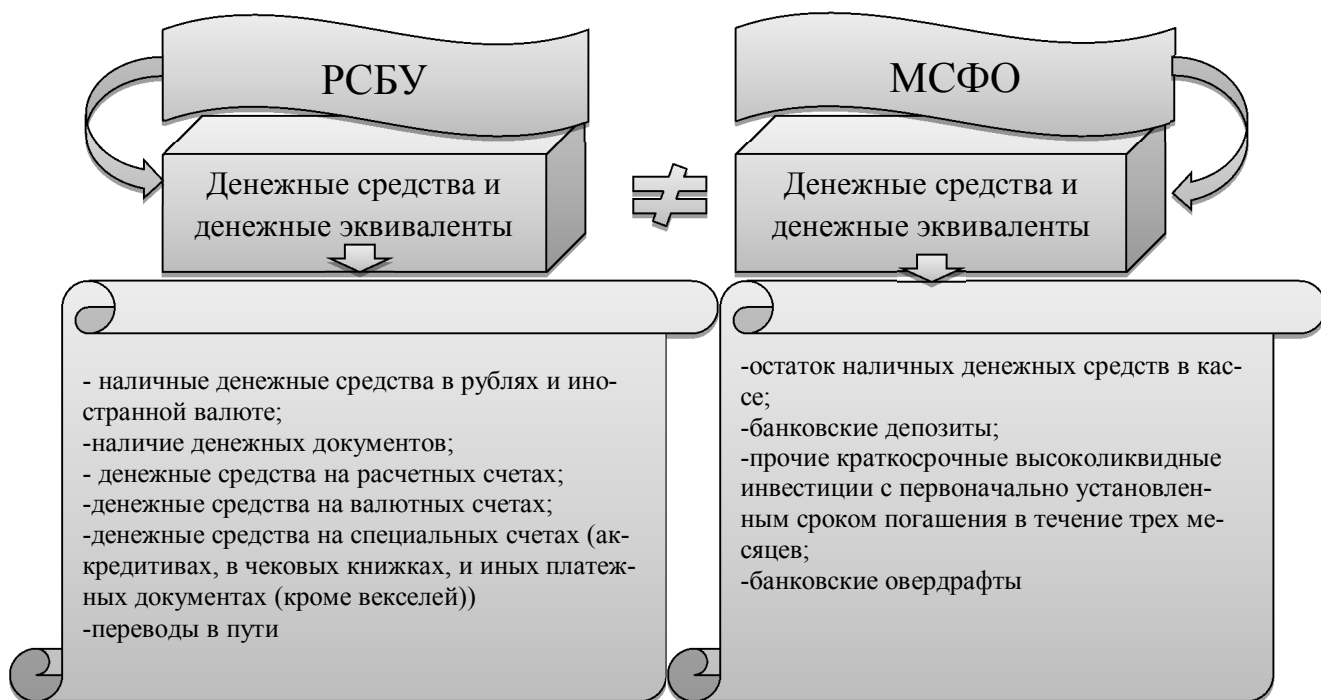 РСБУ
Денежные средства и
денежные эквиваленты
- наличные денежные средства в рублях и ино-
странной валюте;
-наличие денежных документов;
- денежные средства на расчетных счетах;
-денежные средства на валютных счетах;
-денежные средства на специальных счетах (ак-
кредитивах, в чековых книжках, и иных платеж-
ных документах (кроме векселей))
-переводы в пути
≠
МСФО
Денежные средства и
денежные эквиваленты
-остаток наличных денежных средств в кас-
се;
-банковские депозиты;
-прочие краткосрочные высоколиквидные
инвестиции с первоначально установлен-
ным сроком погашения в течение трех ме-
сяцев;
-банковские овердрафты